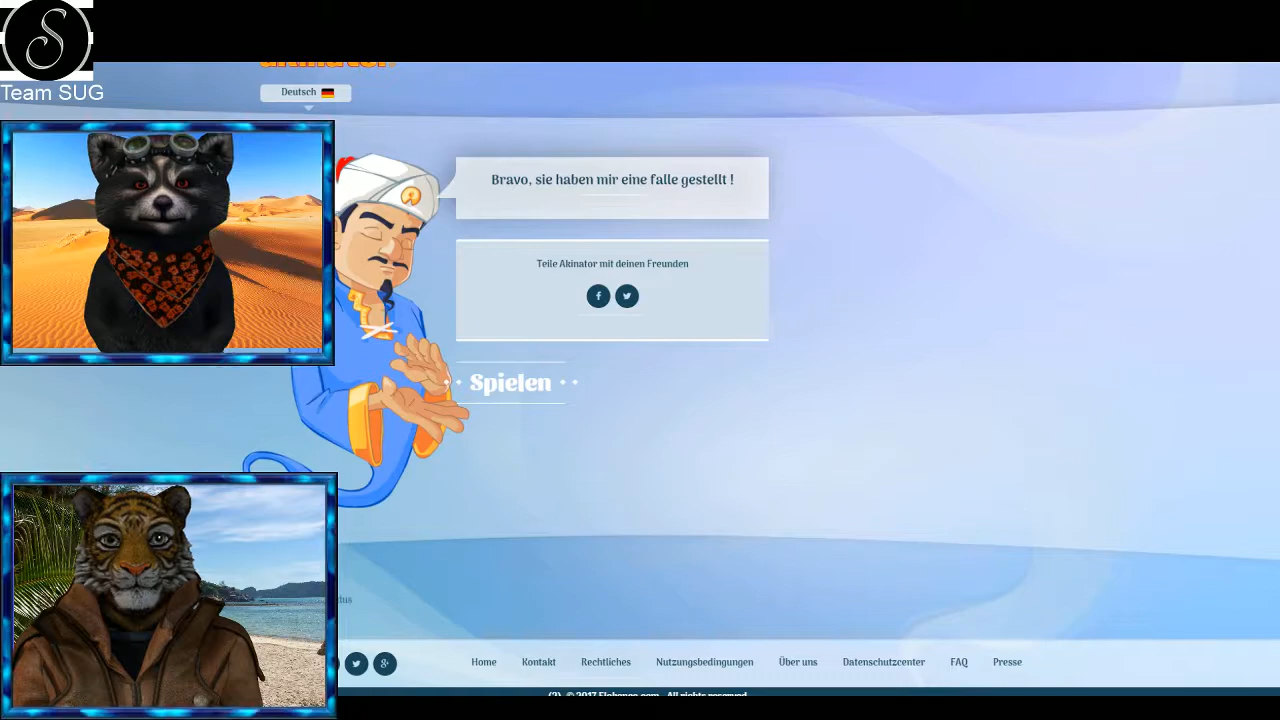 S
Team SUG
akinator
Deutsch
Bravo, sie haben mir eine falle gestellt !
Teile Akinator mit deinen Freunden
Spielen
Home Kontakt Rechtliches Nutzungsbedingungen Über uns Datenschutzcenter FAQ Presse